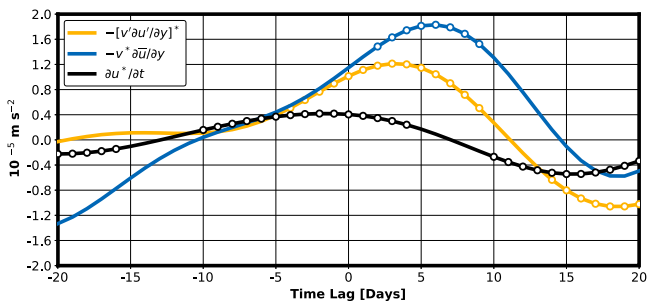 2.0
1.6
1.2
0.8
0.4
0.0
-0.4
-0.8
-1.2
-1.6
-2.0
10⁻⁵ m s⁻²
−[v′∂u′/∂y]*
−v*∂u̅/∂y
∂u*/∂t
-20 -15 -10 -5 0 5 10 15 20
Time Lag [Days]